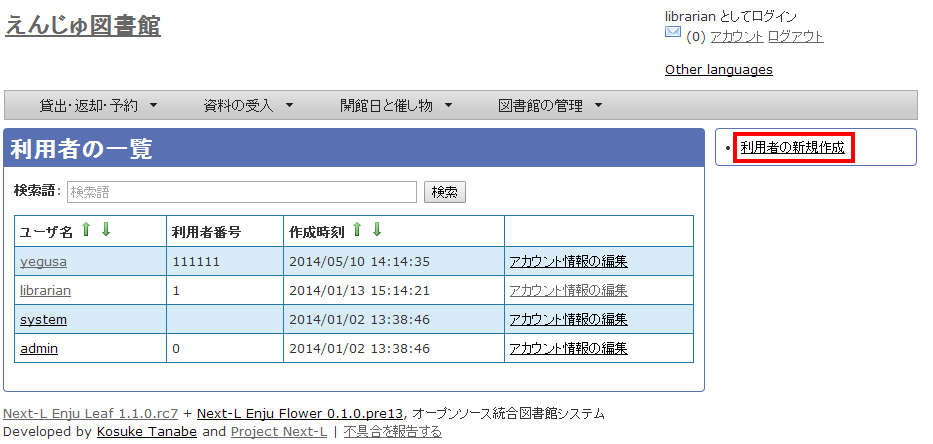 えんじゅ図書館
librarian としてログイン
(0) アカウント ログアウト
Other languages
貸出・返却・予約 ▼ 資料の受入 ▼ 開館日と催し物 ▼ 図書館の管理 ▼
利用者の一覧
• 利用者の新規作成
検索語: 検索語 検索
ユーザ名 利用者番号 作成時刻
yegusa 111111 2014/05/10 14:14:35 アカウント情報の編集
librarian 1 2014/01/13 15:14:21 アカウント情報の編集
system 2014/01/02 13:38:46 アカウント情報の編集
admin 0 2014/01/02 13:38:46 アカウント情報の編集
Next-L Enju Leaf 1.1.0.rc7 + Next-L Enju Flower 0.1.0.pre13, オープンソース統合図書館システム
Developed by Kosuke Tanabe and Project Next-L | 不具合を報告する